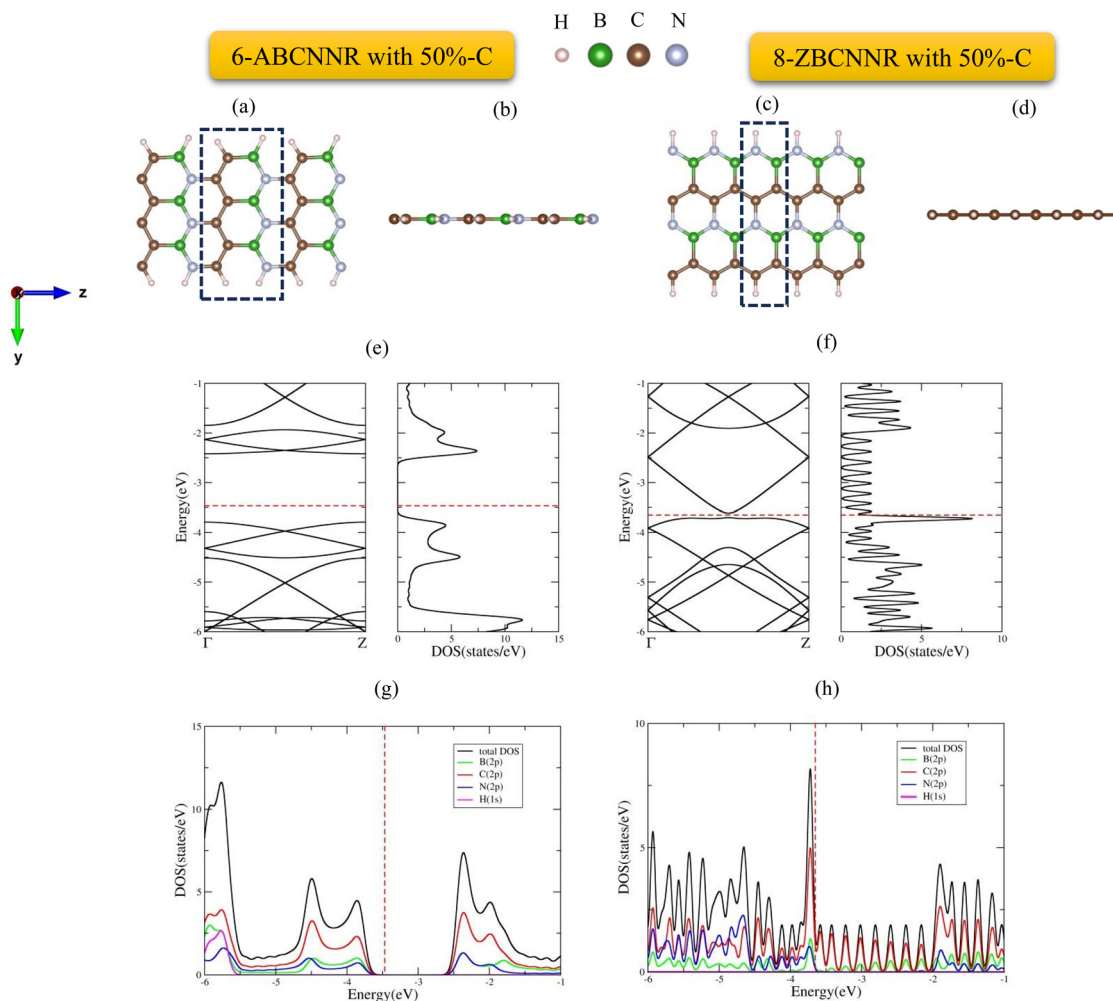 H B C N
6-ABCNNR with 50%-C
8-ZBCNNR with 50%-C
(a)
(b)
(c)
(d)
x
z
y
(e)
(f)
-1
-2
-3
-4
-5
-6
Energy(eV)
Γ Z
0 5 10 15
DOS(states/eV)
-1
-2
-3
-4
-5
-6
Energy(eV)
Γ Z
0 5 10
DOS(states/eV)
(g)
(h)
15
10
5
0
DOS(states/eV)
total DOS
B(2p)
C(2p)
N(2p)
H(1s)
-6 -5 -4 -3 -2 -1
Energy(eV)
10
5
0
DOS(states/eV)
total DOS
B(2p)
C(2p)
N(2p)
H(1s)
-6 -5 -4 -3 -2 -1
Energy(eV)